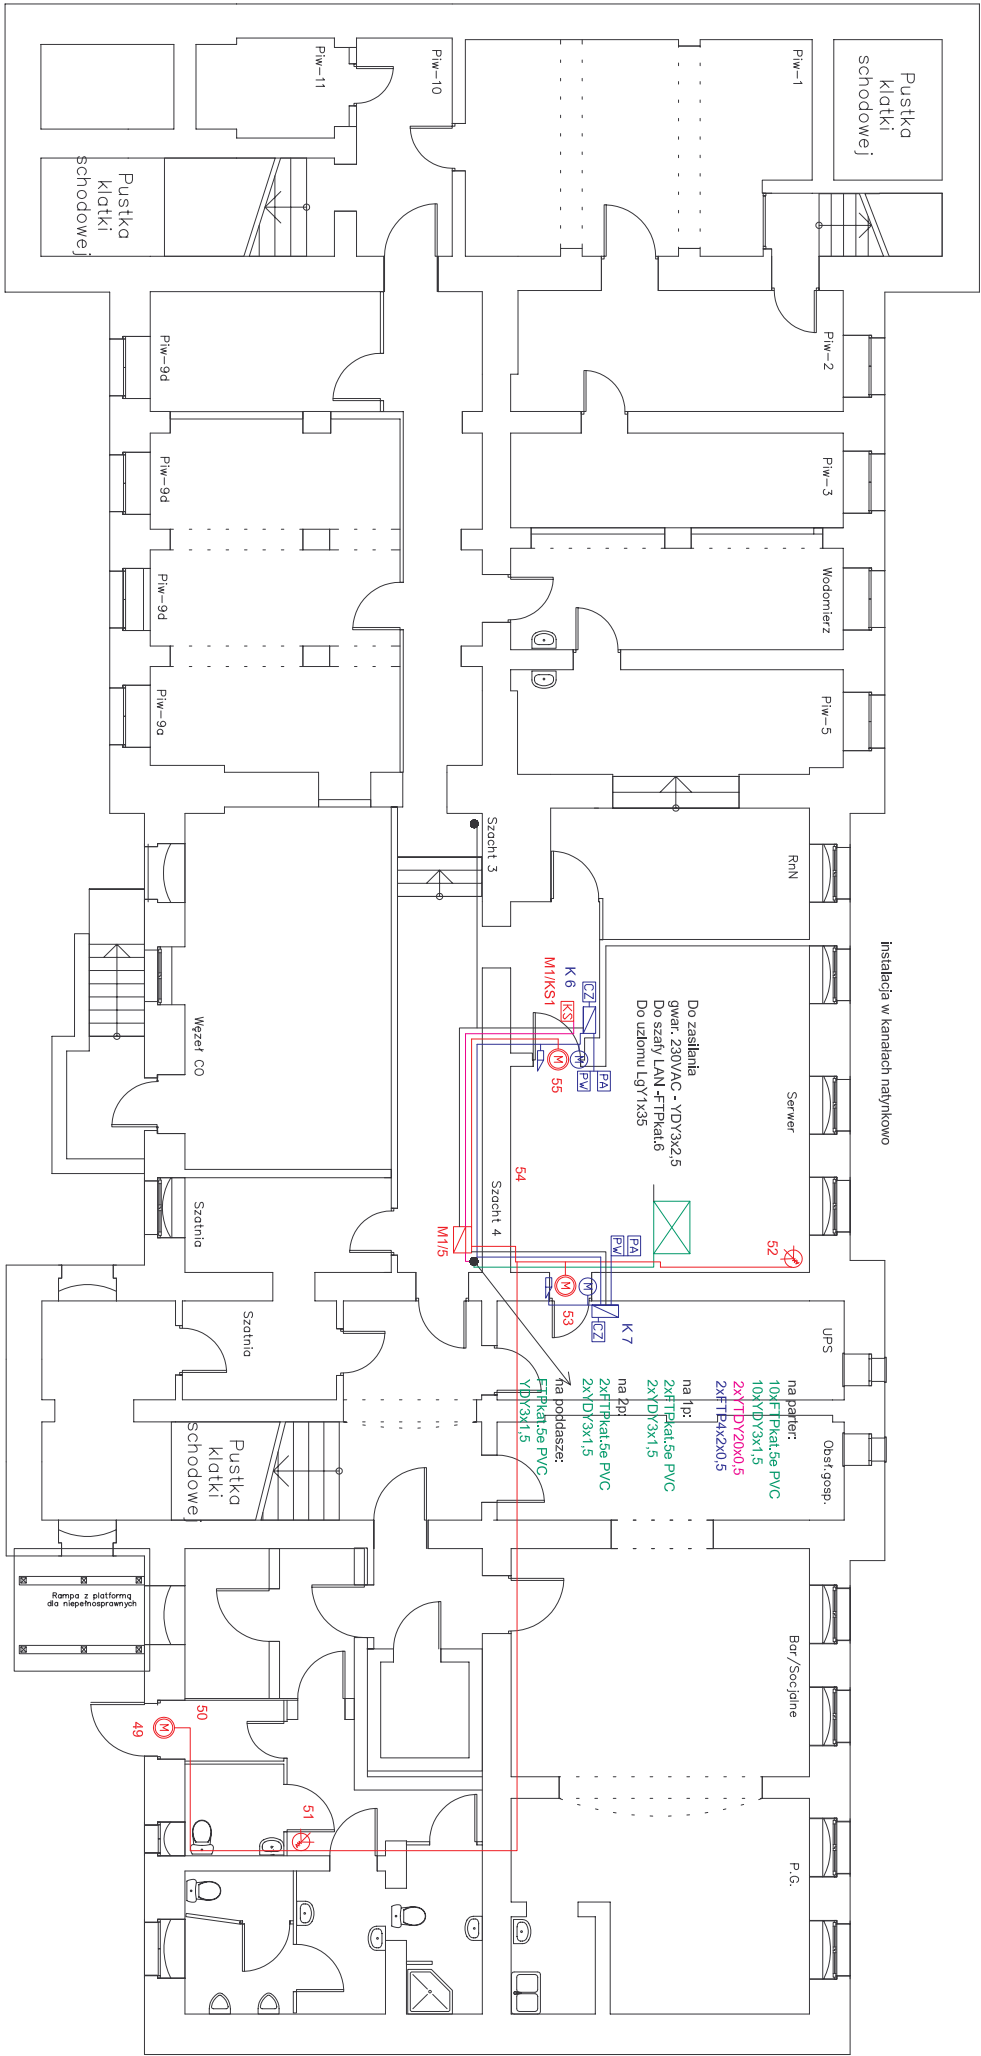 Pustka
klatki
schodowej
Piw-1
Piw-10
Piw-11
Pustka
klatki
schodowej
Piw-2
Piw-9d
Piw-3
Piw-9d
Wodomierz
Piw-9d
Piw-5
Piw-9a
RnN
Szacht 3
instalacja w kanałach natynkowo
Węzeł CO
K 6
M1/KS1
CZ
KS
M
M
55
PW
PA
Do zasilania
gwar. 230VAC - YDY3x2,5
Do szafy LAN -FTPkat.6
Do uziomu LgY1x35
Serwer
54
Szacht 4
Szatnia
M1/5
PA
PW
52
M
M
53
CZ
K 7
UPS
Szatnia
na parter:
10xFTPkat.5e PVC
10xYDY3x1,5
2xYTDY20x0,5
2xFTP4x2x0,5
na 1p:
2xFTPkat.5e PVC
2xYDY3x1,5
na 2p:
2xFTPkat.5e PVC
2xYDY3x1,5
na poddasze:
FTPkat.5e PVC
YDY3x1,5
Obsł.gosp.
Pustka
klatki
schodowej
Rampa z platformą
dla niepełnosprawnych
Bar/Socjalne
50
M
49
51
P.G.